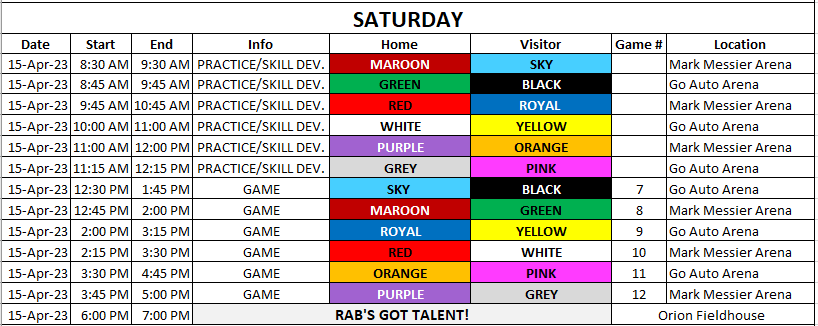 SATURDAY
Date Start End Info Home Visitor Game # Location
15-Apr-23 8:30 AM 9:30 AM PRACTICE/SKILL DEV. MAROON SKY Mark Messier Arena
15-Apr-23 8:45 AM 9:45 AM PRACTICE/SKILL DEV. GREEN BLACK Go Auto Arena
15-Apr-23 9:45 AM 10:45 AM PRACTICE/SKILL DEV. RED ROYAL Mark Messier Arena
15-Apr-23 10:00 AM 11:00 AM PRACTICE/SKILL DEV. WHITE YELLOW Go Auto Arena
15-Apr-23 11:00 AM 12:00 PM PRACTICE/SKILL DEV. PURPLE ORANGE Mark Messier Arena
15-Apr-23 11:15 AM 12:15 PM PRACTICE/SKILL DEV. GREY PINK Go Auto Arena
15-Apr-23 12:30 PM 1:45 PM GAME SKY BLACK 7 Go Auto Arena
15-Apr-23 12:45 PM 2:00 PM GAME MAROON GREEN 8 Mark Messier Arena
15-Apr-23 2:00 PM 3:15 PM GAME ROYAL YELLOW 9 Go Auto Arena
15-Apr-23 2:15 PM 3:30 PM GAME RED WHITE 10 Mark Messier Arena
15-Apr-23 3:30 PM 4:45 PM GAME ORANGE PINK 11 Go Auto Arena
15-Apr-23 3:45 PM 5:00 PM GAME PURPLE GREY 12 Mark Messier Arena
15-Apr-23 6:00 PM 7:00 PM RAB'S GOT TALENT! Orion Fieldhouse